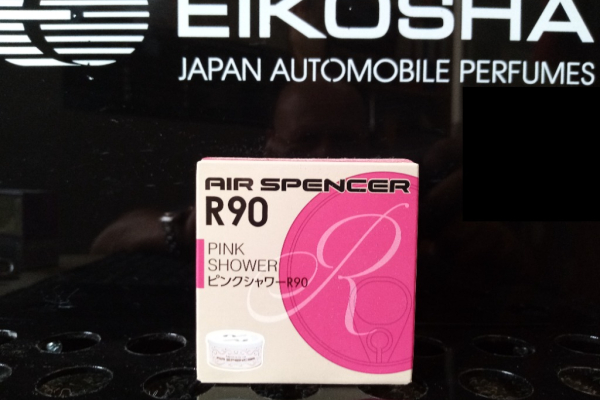 EIKOSHA
JAPAN AUTOMOBILE PERFUMES
AIR SPENCER
R90
PINK
SHOWER
ピンクシャワーR90
R